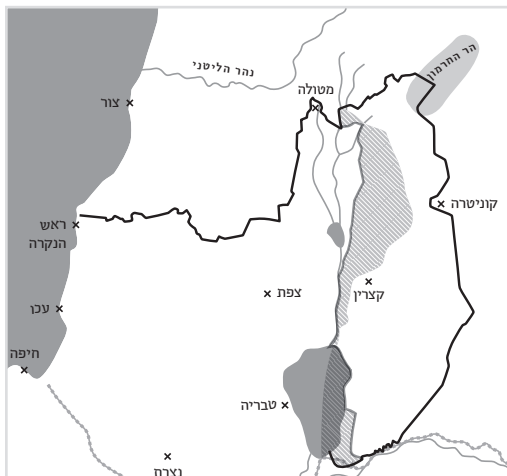 הר החרמון
נהר הליטני
מטולה
צור
קוניטרה
ראש
הנקרה
צפת
קצרין
עכו
חיפה
טבריה
נצרת